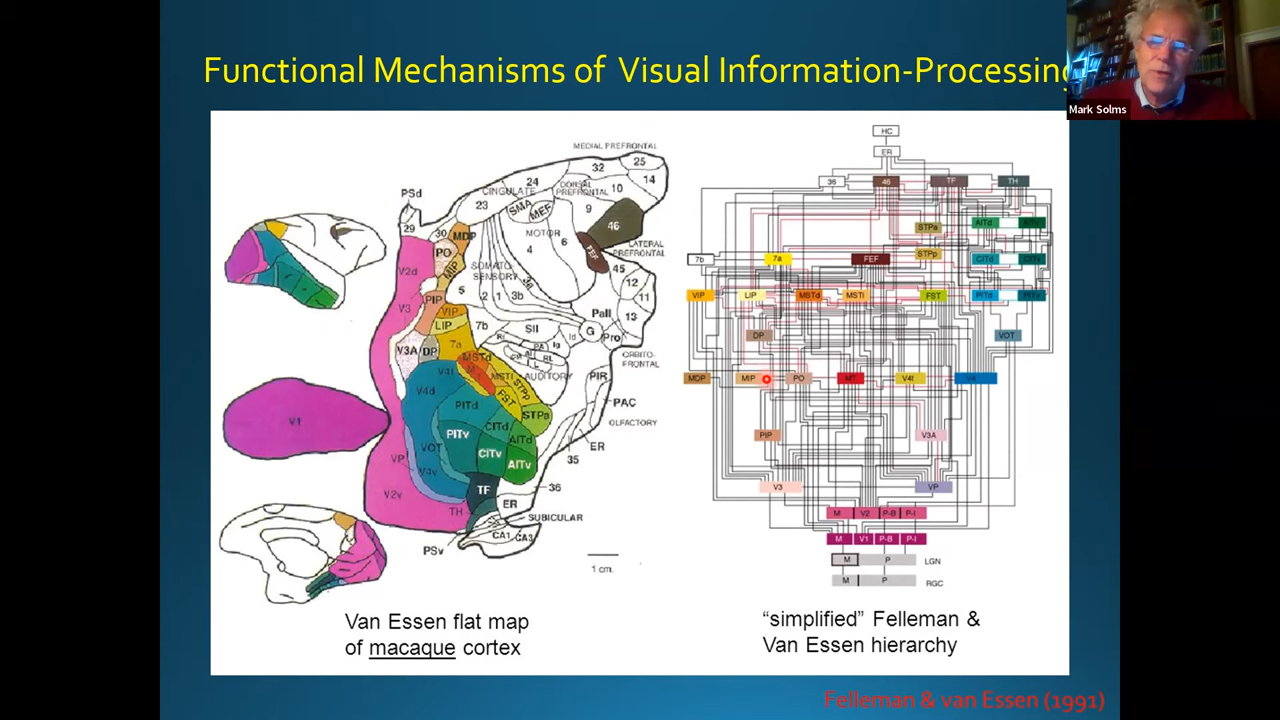 Functional Mechanisms of Visual Information-Processing
Mark Solms
MEDIAL PREFRONTAL
25
32
14
24
10
CINGULATE
DORSAL PREFRONTAL
PSd
23
SMA
MEF
9
29
30
MDP
MOTOR
6
46
PO
4
FEF
LATERAL PREFRONTAL
V2d
MIP
SOMATO-SENSORY
45
5
2
1
3b
12
11
V3
PIP
VIP
13
LIP
7b
SII
Pall
G
Pro
Id
Ig
7a
V3A
DP
ORBITO-FRONTAL
MSTd
MSTl
AUDITORY
PIR
V4t
V4d
FST
STPp
PAC
PITd
STPa
OLFACTORY
V1
CITd
PITv
AITd
VOT
CITv
AITv
ER
35
VP
V4v
TF
36
V2v
ER
TH
SUBICULAR
CA1
CA3
PSv
1 cm.
HC
ER
36
46
TF
TH
STPa
AITd
7b
7a
FEF
STPp
CITd
VIP
LIP
MSTd
MSTl
FST
PITd
DP
VOT
MDP
MIP
PO
MT
V4t
V4
PIP
V3A
V3
VP
M
V2
P-B
P-I
M
V1
P-B
P-I
M
P
LGN
M
P
RGC
Van Essen flat map
of macaque cortex
“simplified” Felleman &
Van Essen hierarchy
Felleman & van Essen (1991)